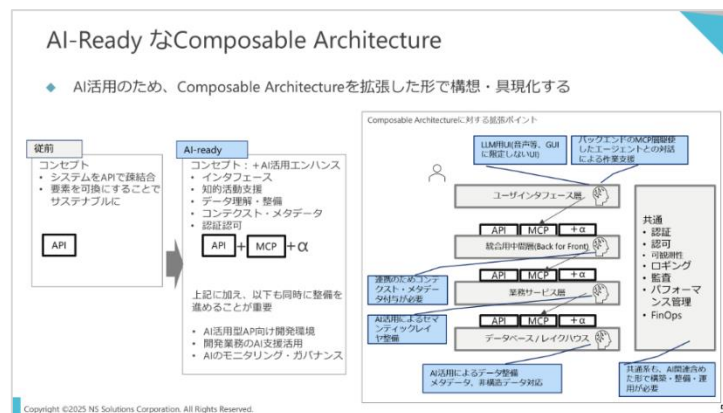 AI-Ready なComposable Architecture
AI活用のため、Composable Architectureを拡張した形で構想・具現化する
従前
コンセプト
• システムをAPIで疎結合
• 要素を可換にすることで
サステナブルに
API
AI-ready
コンセプト：＋AI活用エンハンス
• インタフェース
• 知的活動支援
• データ理解・整備
• コンテクスト・メタデータ
• 認証認可
API + MCP +α
上記に加え、以下も同時に整備を
進めることが重要
• AI活用型AP向け開発環境
• 開発業務のAI支援活用
• AIのモニタリング・ガバナンス
Composable Architectureに対する拡張ポイント
LLM用UI(音声等、GUI
に限定しないUI)
バックエンドのMCP層駆使
したエージェントとの対話
による作業支援
ユーザインタフェース層
API MCP +α
統合用中間層(Back for Front)
連携のためコンテ
クスト・メタデー
タ付与が必要
API MCP +α
業務サービス層
AI活用によるセマ
ンティックレイ
ヤ整備
API MCP +α
データベース / レイクハウス
AI活用によるデータ整備
メタデータ、非構造データ対応
共通
• 認証
• 認可
• 可観測性
• ロギング
• 監査
• パフォーマ
ンス管理
• FinOps
共通系も、AI関連含め
た形で構築・整備・運
用が必要
Copyright ©2025 NS Solutions Corporation. All Rights Reserved.